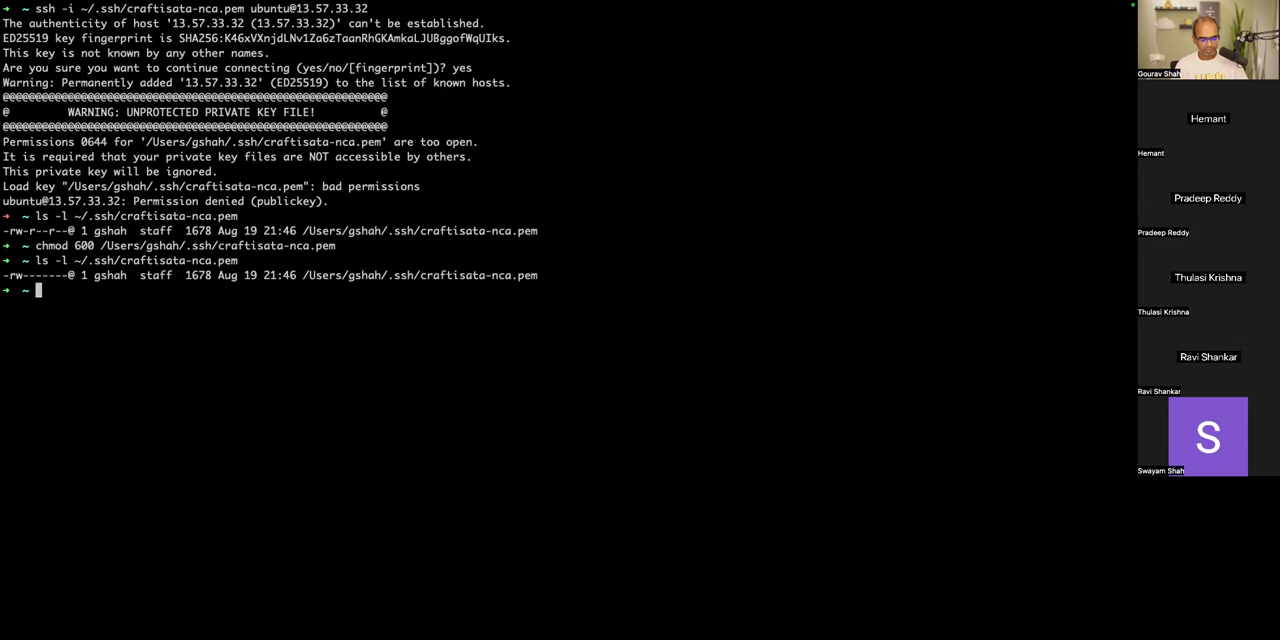 ➜  ~ ssh -i ~/.ssh/craftisata-nca.pem ubuntu@13.57.33.32
The authenticity of host '13.57.33.32 (13.57.33.32)' can't be established.
ED25519 key fingerprint is SHA256:K46xVXnjdLNv1Za6zTaanRhGKAmkaLJUBggofWqUIks.
This key is not known by any other names.
Are you sure you want to continue connecting (yes/no/[fingerprint])? yes
Warning: Permanently added '13.57.33.32' (ED25519) to the list of known hosts.
@@@@@@@@@@@@@@@@@@@@@@@@@@@@@@@@@@@@@@@@@@@@@@@@@@@@@@@@@@@
@         WARNING: UNPROTECTED PRIVATE KEY FILE!          @
@@@@@@@@@@@@@@@@@@@@@@@@@@@@@@@@@@@@@@@@@@@@@@@@@@@@@@@@@@@
Permissions 0644 for '/Users/gshah/.ssh/craftisata-nca.pem' are too open.
It is required that your private key files are NOT accessible by others.
This private key will be ignored.
Load key "/Users/gshah/.ssh/craftisata-nca.pem": bad permissions
ubuntu@13.57.33.32: Permission denied (publickey).
➜  ~ ls -l ~/.ssh/craftisata-nca.pem
-rw-r--r--@ 1 gshah  staff  1678 Aug 19 21:46 /Users/gshah/.ssh/craftisata-nca.pem
➜  ~ chmod 600 /Users/gshah/.ssh/craftisata-nca.pem
➜  ~ ls -l ~/.ssh/craftisata-nca.pem
-rw-------@ 1 gshah  staff  1678 Aug 19 21:46 /Users/gshah/.ssh/craftisata-nca.pem
➜  ~
Gourav Shah
Hemant
Hemant
Pradeep Reddy
Pradeep Reddy
Thulasi Krishna
Thulasi Krishna
Ravi Shankar
Ravi Shankar
S
Swayam Shah